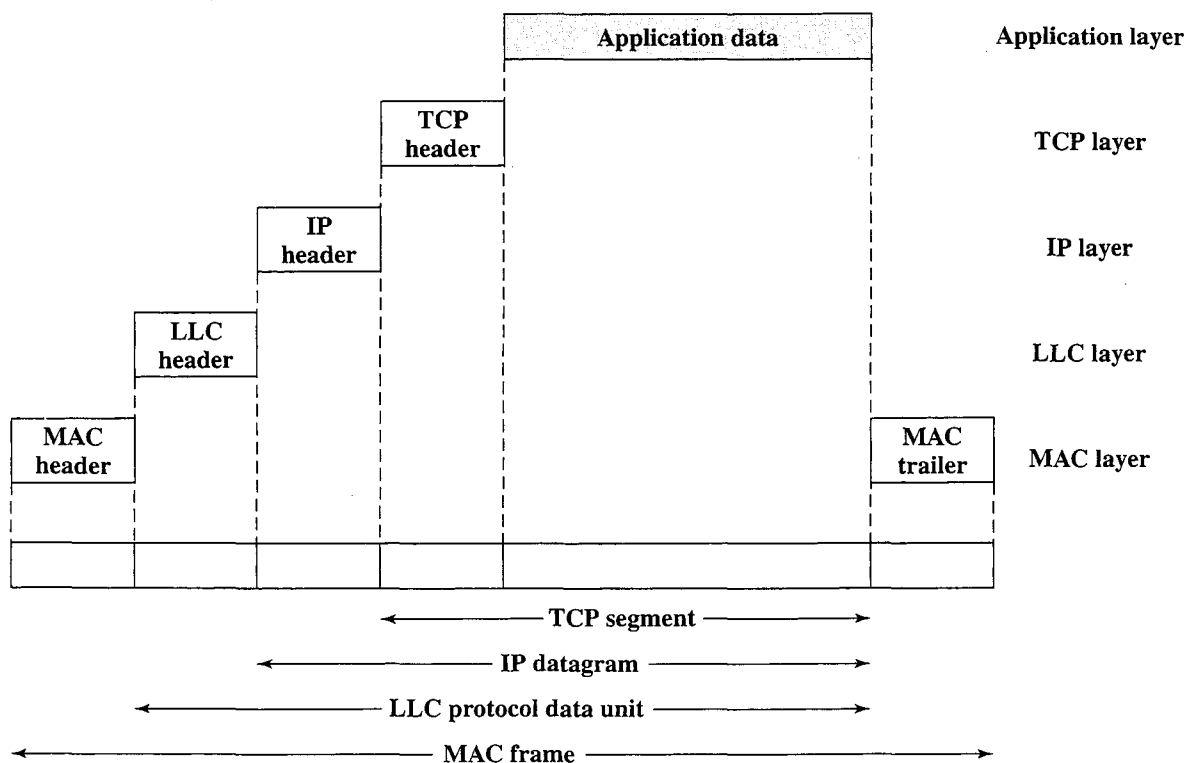 Application data
Application layer
TCP
header
TCP layer
IP
header
IP layer
LLC
header
LLC layer
MAC
header
MAC
trailer
MAC layer
TCP segment
IP datagram
LLC protocol data unit
MAC frame